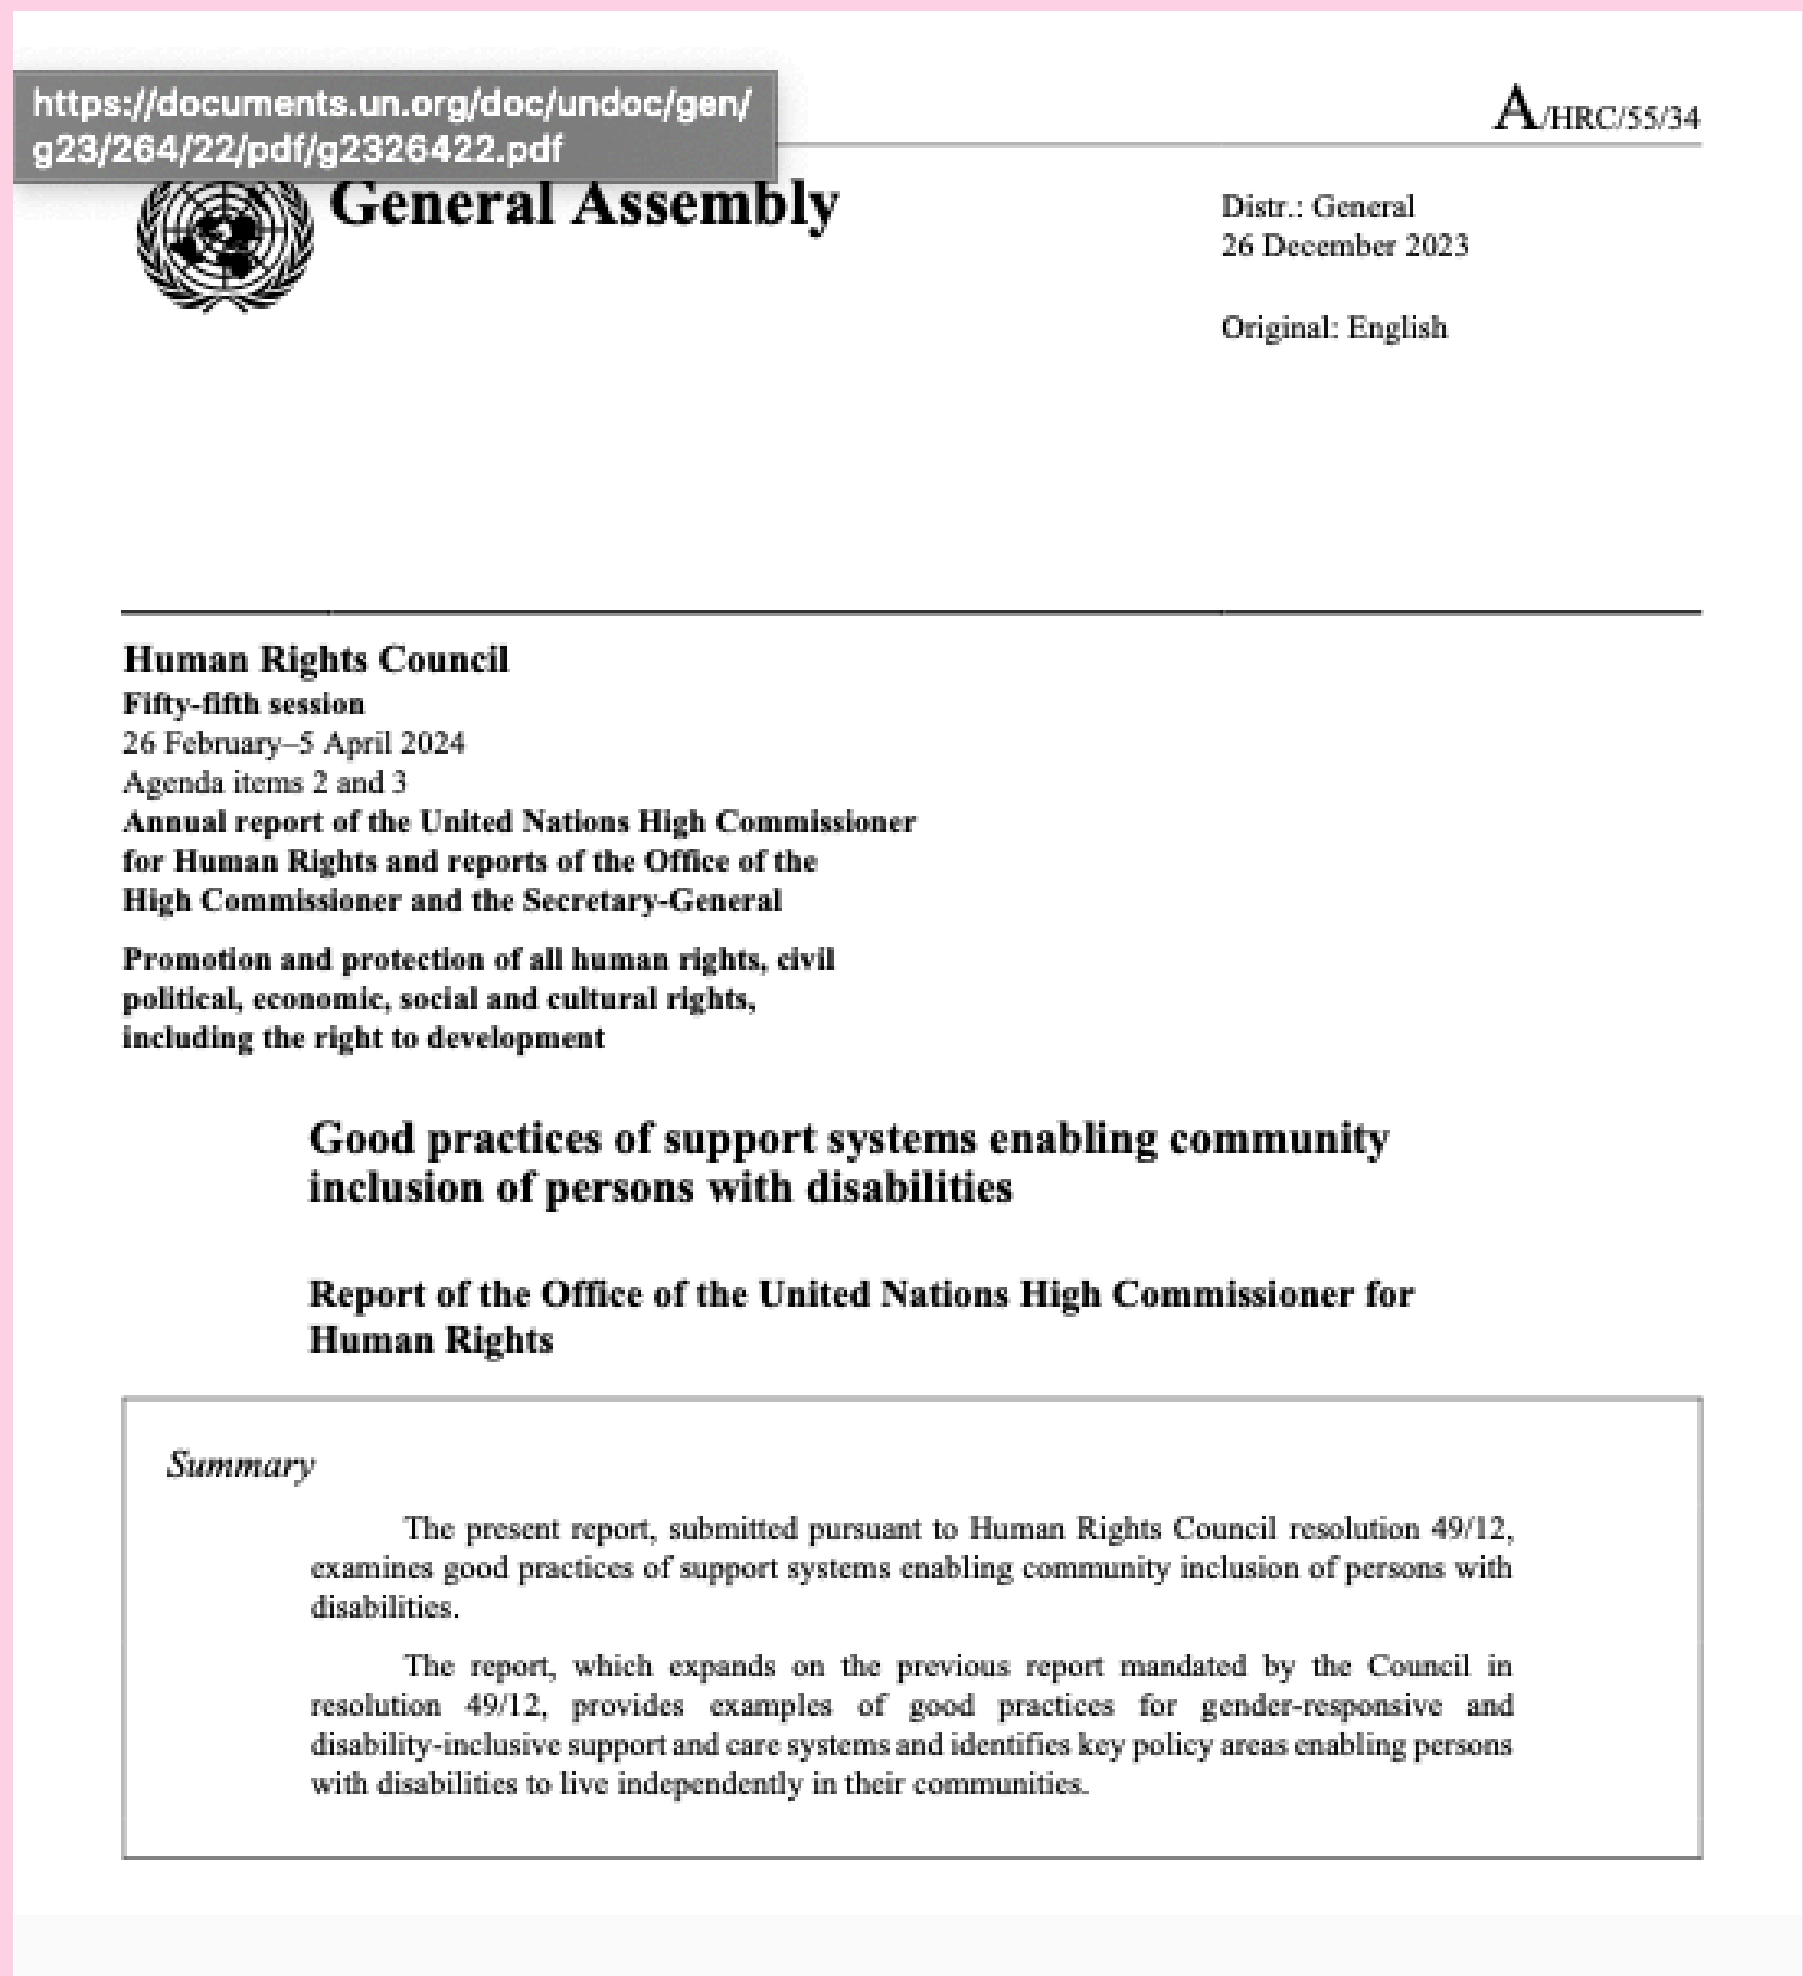 https://documents.un.org/doc/undoc/gen/
g23/264/22/pdf/g2326422.pdf
A/HRC/55/34
General Assembly
Distr.: General
26 December 2023
Original: English
Human Rights Council
Fifty-fifth session
26 February–5 April 2024
Agenda items 2 and 3
Annual report of the United Nations High Commissioner
for Human Rights and reports of the Office of the
High Commissioner and the Secretary-General
Promotion and protection of all human rights, civil
political, economic, social and cultural rights,
including the right to development
Good practices of support systems enabling community
inclusion of persons with disabilities
Report of the Office of the United Nations High Commissioner for
Human Rights
Summary
The present report, submitted pursuant to Human Rights Council resolution 49/12,
examines good practices of support systems enabling community inclusion of persons with
disabilities.
The report, which expands on the previous report mandated by the Council in
resolution 49/12, provides examples of good practices for gender-responsive and
disability-inclusive support and care systems and identifies key policy areas enabling persons
with disabilities to live independently in their communities.